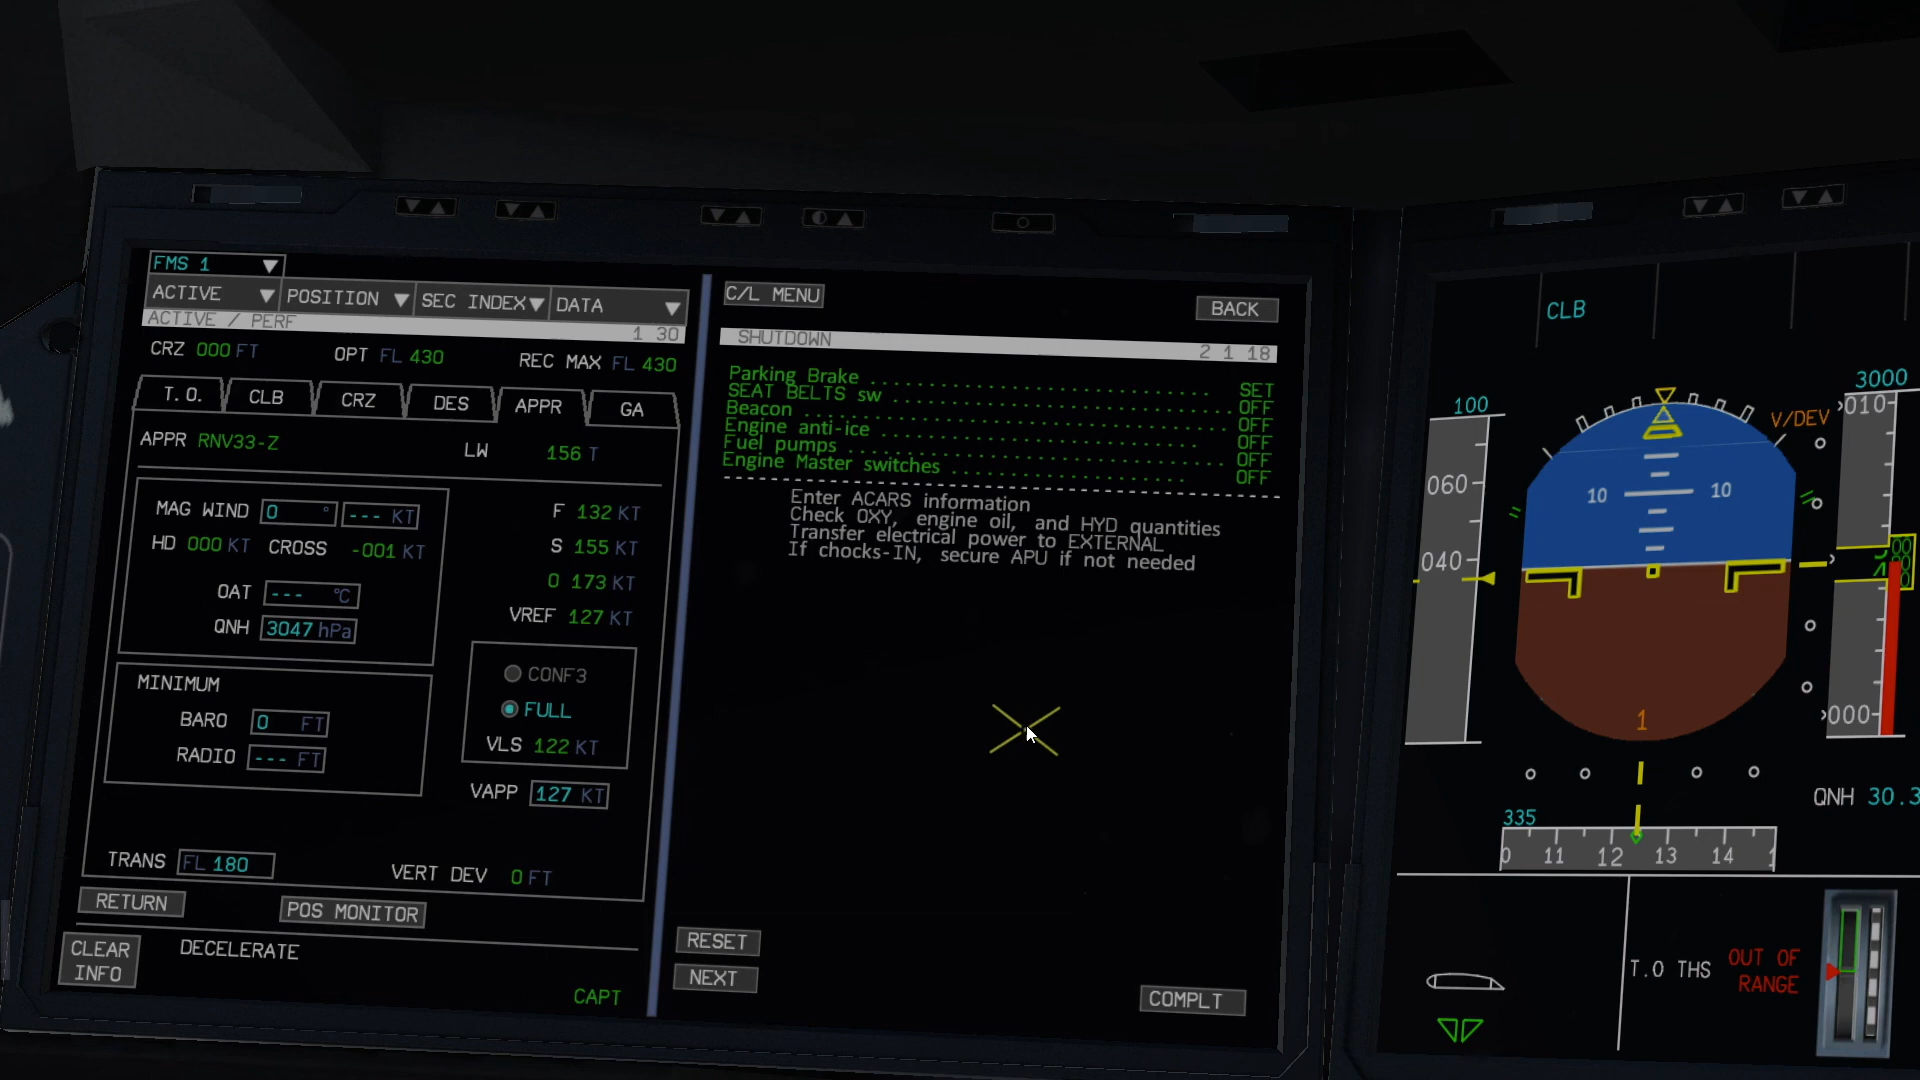 FMS 1
ACTIVE POSITION SEC INDEX DATA
ACTIVE / PERF 1 30
CRZ 000 FT OPT FL 430 REC MAX FL 430
T.O. CLB CRZ DES APPR GA
APPR RNV33-Z LW 156 T
MAG WIND 0 ° --- KT
HD 000 KT CROSS -001 KT
OAT --- °C
QNH 3047 hPa
F 132 KT
S 155 KT
O 173 KT
VREF 127 KT
MINIMUM
BARO 0 FT
RADIO --- FT
CONF3
FULL
VLS 122 KT
VAPP 127 KT
TRANS FL 180 VERT DEV 0 FT
RETURN POS MONITOR
CLEAR INFO DECELERATE
CAPT
C/L MENU BACK
SHUTDOWN 2 1 18
Parking Brake SET
SEAT BELTS sw OFF
Beacon OFF
Engine anti-ice OFF
Fuel pumps OFF
Engine Master switches OFF
Enter ACARS information
Check OXY, engine oil, and HYD quantities
Transfer electrical power to EXTERNAL
If chocks-IN, secure APU if not needed
RESET
NEXT
COMPLT
CLB
100 3000
010
V/DEV
060
10 10
040
1
000
QNH 30.3
335
0 11 12 13 14 1
T.O THS OUT OF RANGE